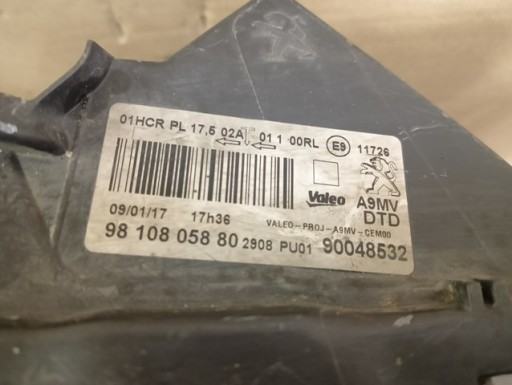 01HCR PL 17,5 02A 01 1 00RL E9 11726
Valeo A9MV
DTD
09/01/17 17h36 VALEO-PROJ-A9MV-CEM00
98 108 058 80 2908 PU01 90048532